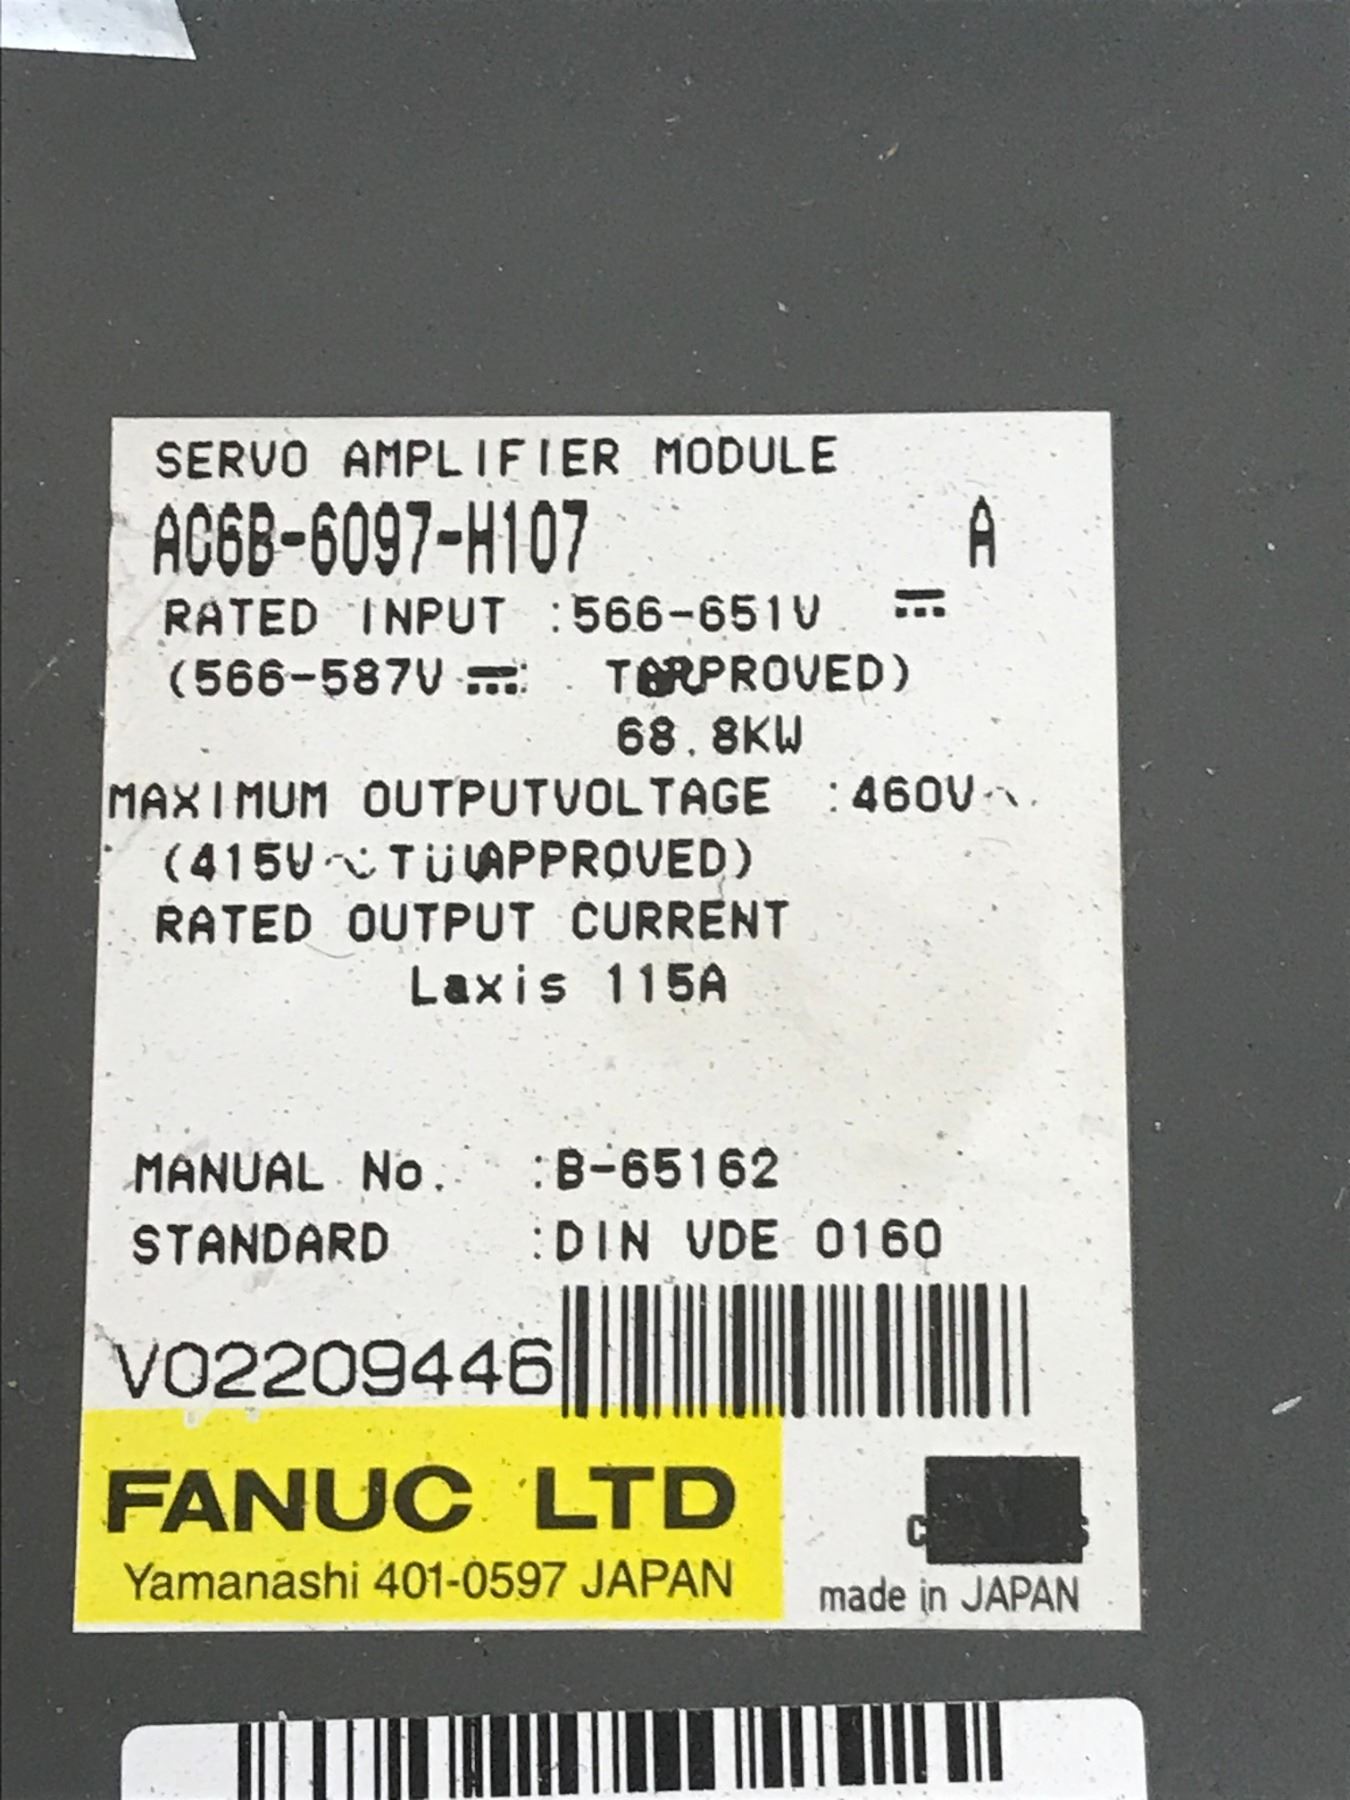 SERVO AMPLIFIER MODULE
A06B-6097-H107 A
RATED INPUT :566-651V ⎓
(566-587V ⎓
68.8KW
MAXIMUM OUTPUTVOLTAGE :460V~
(415V~TüVAPPROVED)
RATED OUTPUT CURRENT
Laxis 115A
MANUAL No. :B-65162
STANDARD :DIN VDE 0160
V02209446
FANUC LTD
Yamanashi 401-0597 JAPAN
made in JAPAN